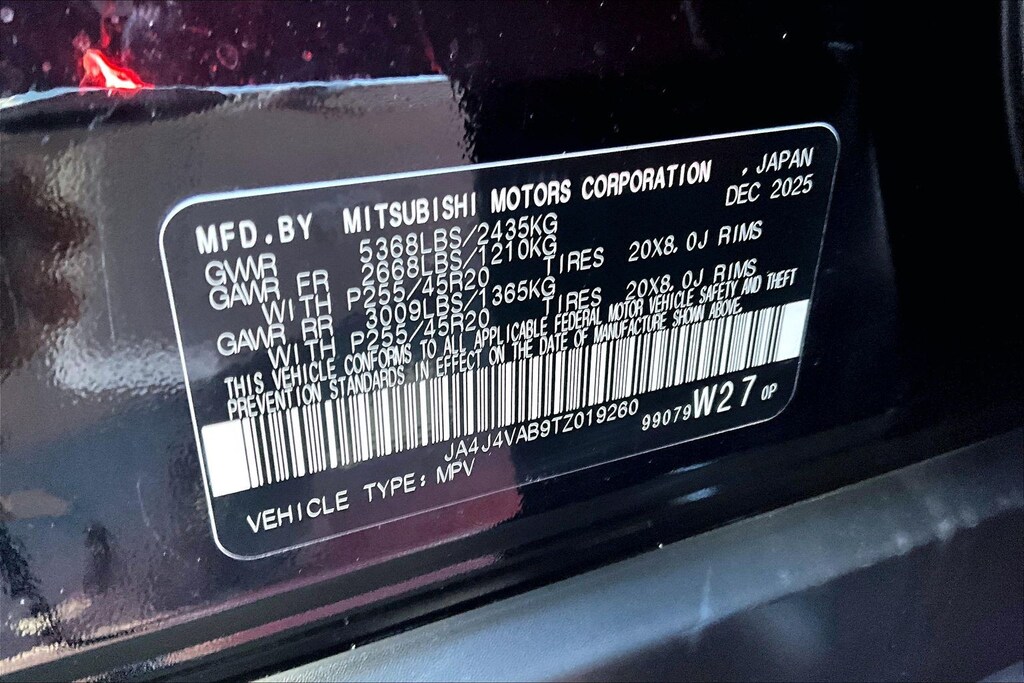 MFD.BY MITSUBISHI MOTORS CORPORATION , JAPAN
DEC 2025
GVWR 5368LBS/2435KG
GAWR FR 2668LBS/1210KG
WITH P255/45R20 TIRES 20X8.0J RIMS
GAWR RR 3009LBS/1365KG
WITH P255/45R20 TIRES 20X8.0J RIMS
THIS VEHICLE CONFORMS TO ALL APPLICABLE FEDERAL MOTOR VEHICLE SAFETY AND THEFT
PREVENTION STANDARDS IN EFFECT ON THE DATE OF MANUFACTURE SHOWN ABOVE.
JA4J4VAB9TZ019260 99079W27 0P
VEHICLE TYPE: MPV